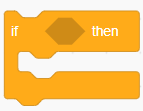 if then